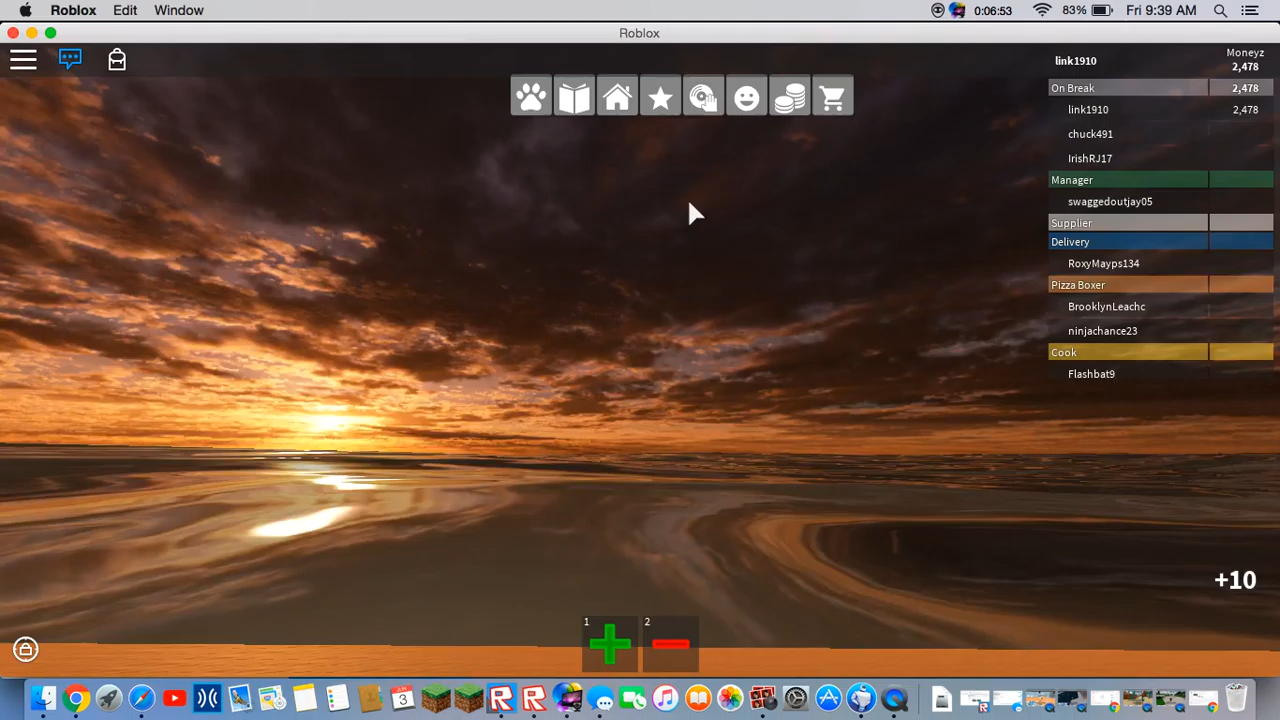 Roblox Edit Window 0:06:53 83% Fri 9:39 AM
Roblox
link1910 Moneyz 2,478
On Break 2,478
link1910 2,478
chuck491
IrishRJ17
Manager
swaggedoutjay05
Supplier
Delivery
RoxyMayps134
Pizza Boxer
BrooklynLeachc
ninjachance23
Cook
Flashbat9
+10
1 2
3